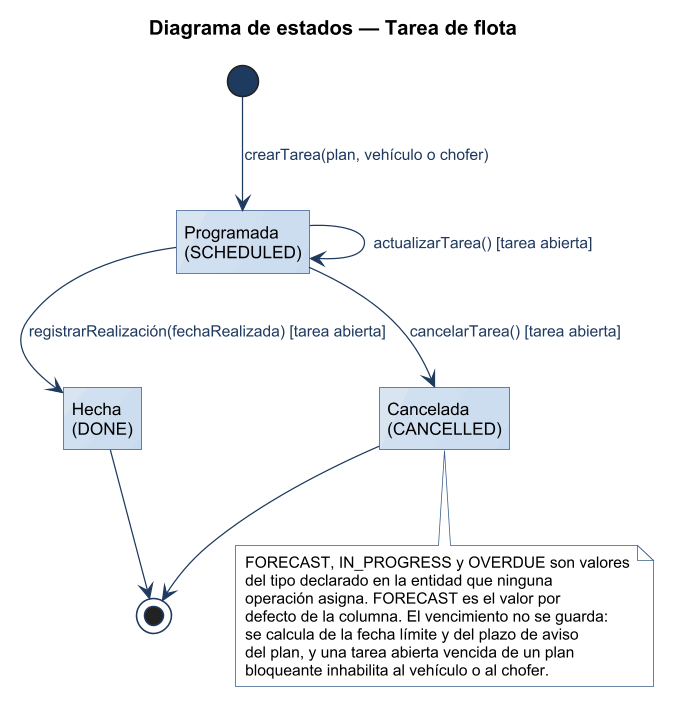 Diagrama de estados — Tarea de flota
crearTarea(plan, vehículo o chofer)
Programada
(SCHEDULED)
actualizarTarea() [tarea abierta]
registrarRealización(fechaRealizada) [tarea abierta]
cancelarTarea() [tarea abierta]
Hecha
(DONE)
Cancelada
(CANCELLED)
FORECAST, IN_PROGRESS y OVERDUE son valores
del tipo declarado en la entidad que ninguna
operación asigna. FORECAST es el valor por
defecto de la columna. El vencimiento no se guarda:
se calcula de la fecha límite y del plazo de aviso
del plan, y una tarea abierta vencida de un plan
bloqueante inhabilita al vehículo o al chofer.